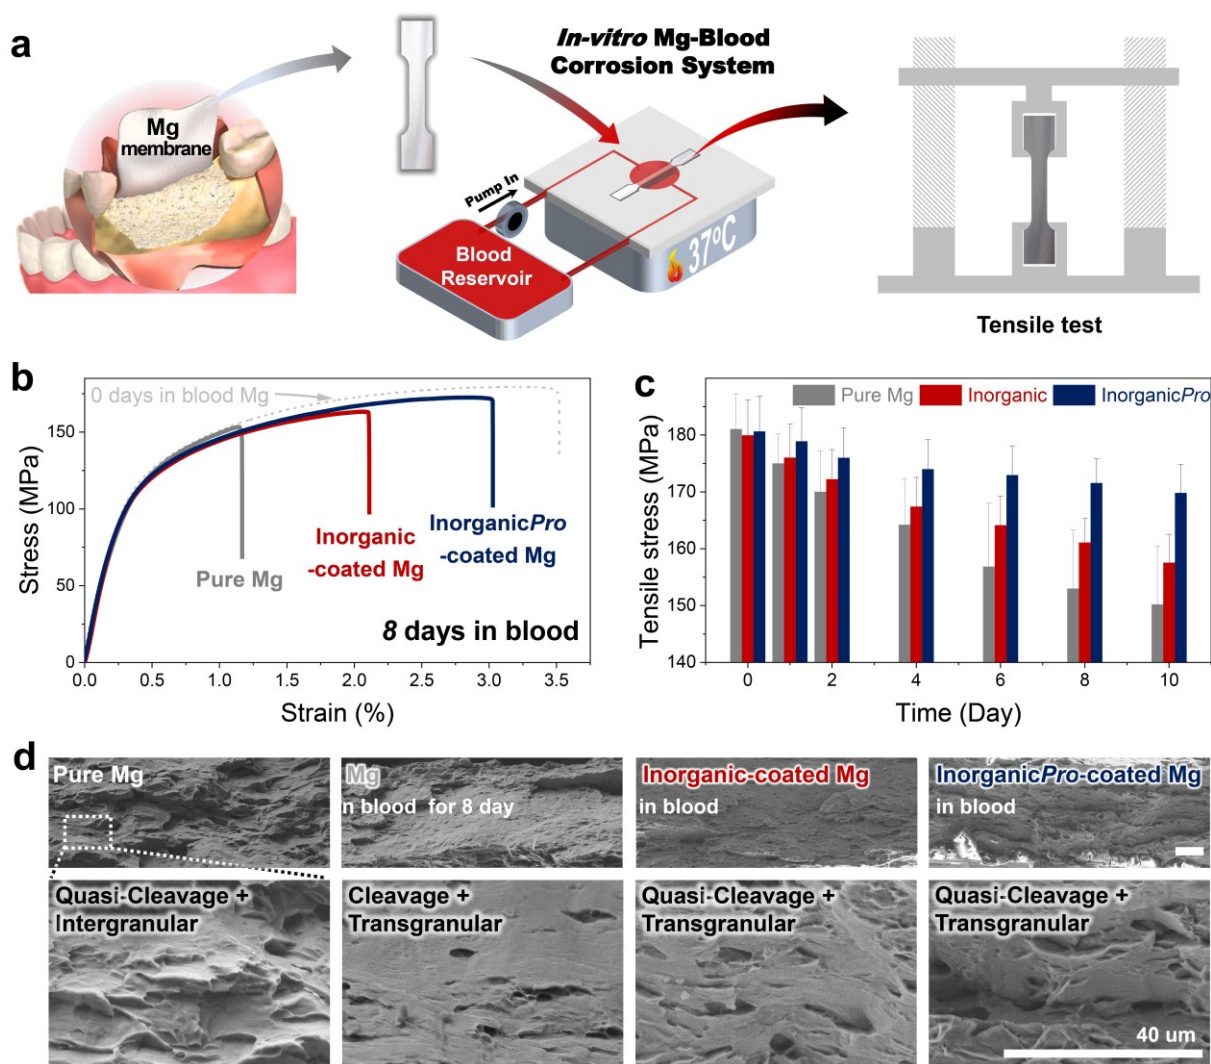 a
Mg
membrane
In-vitro Mg-Blood
Corrosion System
Pump In
Blood
Reservoir
37°C
Tensile test
b
0 days in blood Mg
150
100
50
0
Stress (MPa)
Inorganic
-coated Mg
InorganicPro
-coated Mg
Pure Mg
8 days in blood
0.0 0.5 1.0 1.5 2.0 2.5 3.0 3.5
Strain (%)
c
Pure Mg Inorganic InorganicPro
180
170
160
150
140
Tensile stress (MPa)
0 2 4 6 8 10
Time (Day)
d
Pure Mg
Mg
n blood for 8 day
Inorganic-coated Mg
in blood
InorganicPro-coated Mg
in blood
Quasi-Cleavage +
Intergranular
Cleavage +
Transgranular
Quasi-Cleavage +
Transgranular
Quasi-Cleavage +
Transgranular
40 um